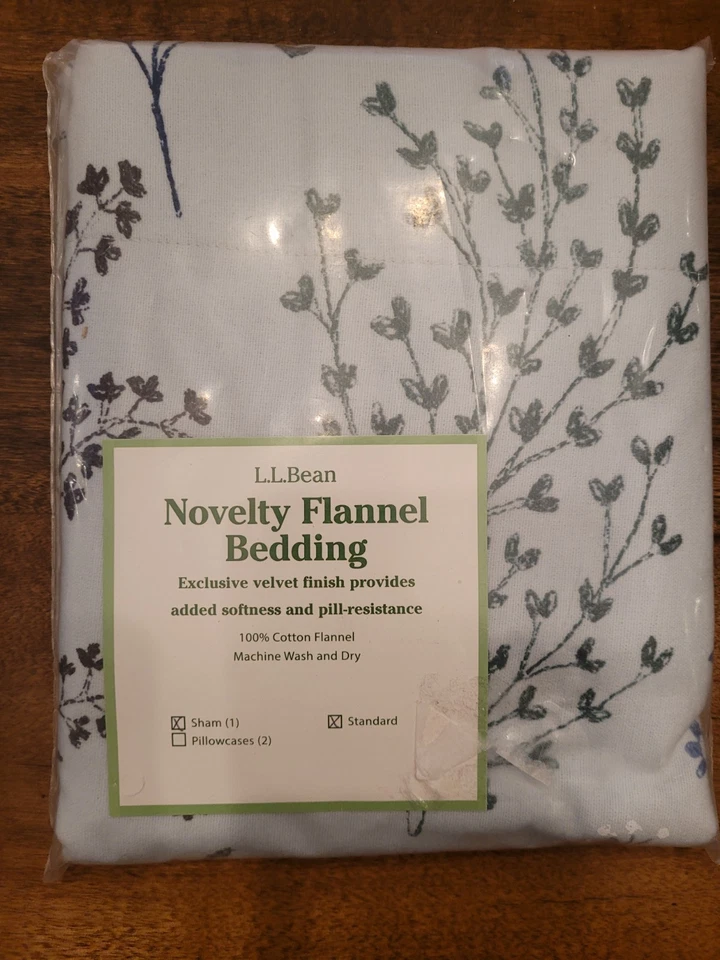 L.L.Bean
Novelty Flannel
Bedding
Exclusive velvet finish provides
added softness and pill-resistance
100% Cotton Flannel
Machine Wash and Dry
☒ Sham (1) ☒ Standard
☐ Pillowcases (2)